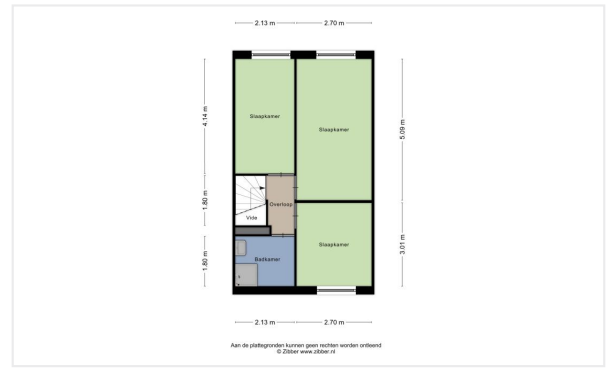 2.13 m 2.70 m
4.14 m
Slaapkamer
Slaapkamer
5.09 m
1.80 m
Overloop
Vide
Slaapkamer
3.01 m
1.80 m
Badkamer
2.13 m 2.70 m
Aan de plattegronden kunnen geen rechten worden ontleend
© Zibber www.zibber.nl